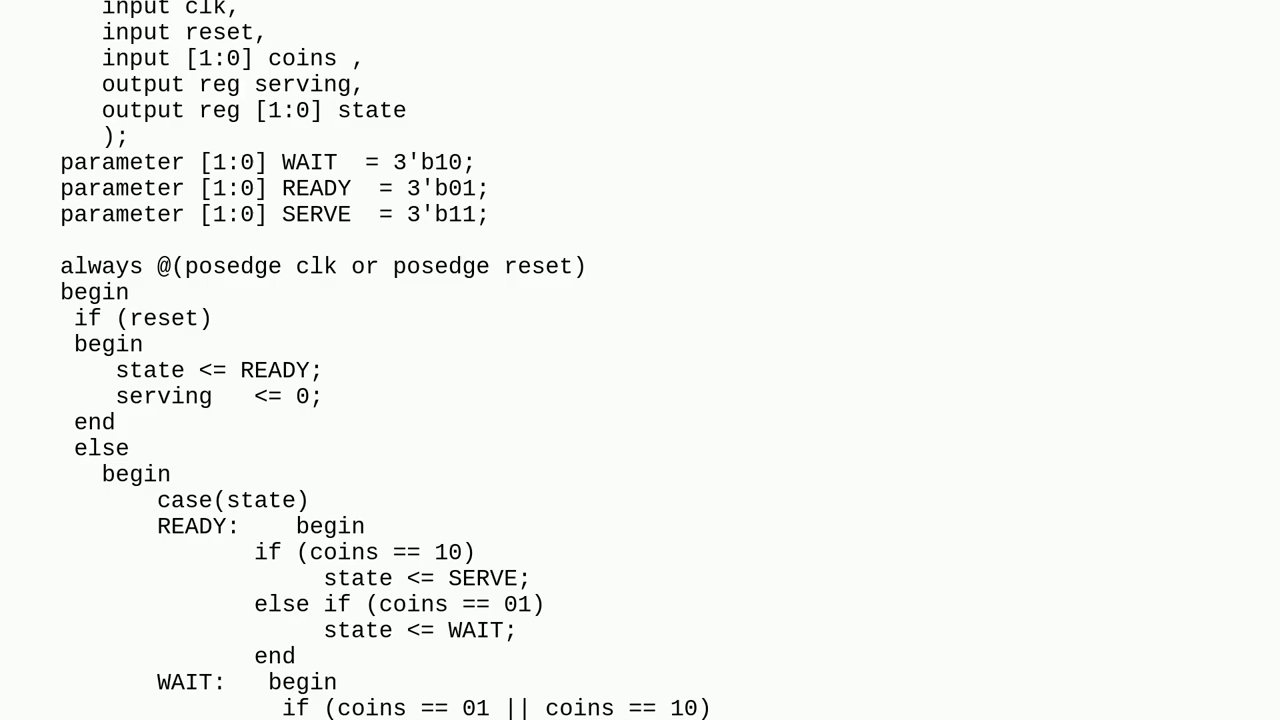 input clk,
input reset,
input [1:0] coins ,
output reg serving,
output reg [1:0] state
);
parameter [1:0] WAIT  = 3'b10;
parameter [1:0] READY  = 3'b01;
parameter [1:0] SERVE  = 3'b11;
always @(posedge clk or posedge reset)
begin
if (reset)
begin
state <= READY;
serving   <= 0;
end
else
begin
case(state)
READY:    begin
if (coins == 10)
state <= SERVE;
else if (coins == 01)
state <= WAIT;
end
WAIT:   begin
if (coins == 01 || coins == 10)